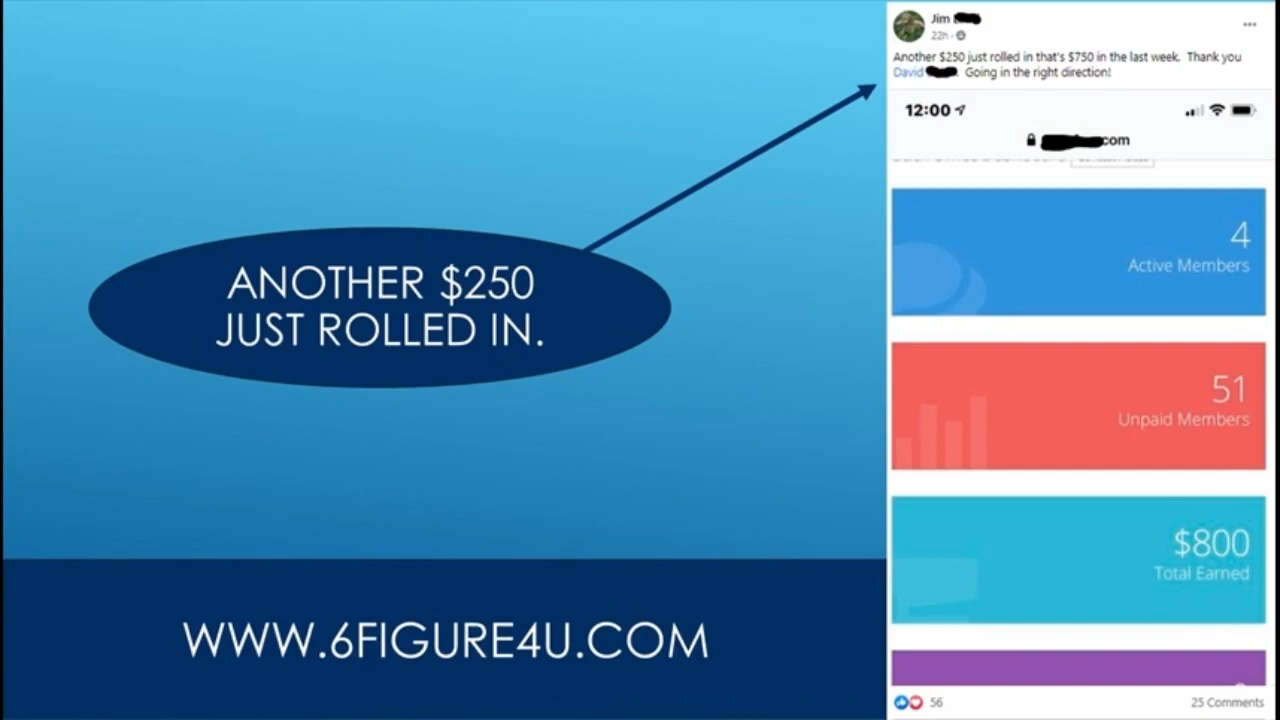 ANOTHER $250
JUST ROLLED IN.
WWW.6FIGURE4U.COM
Jim
22h
Another $250 just rolled in that's $750 in the last week. Thank you
David . Going in the right direction!
12:00
com
4
Active Members
51
Unpaid Members
$800
Total Earned
56
25 Comments